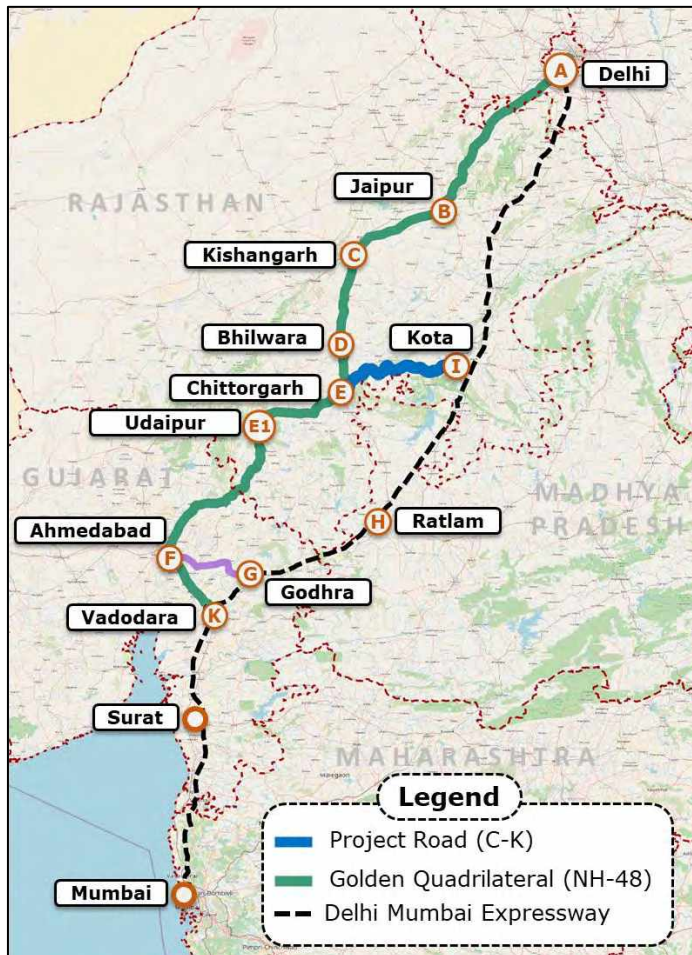 A
Delhi
Jaipur
RAJASTHAN
B
Kishangarh
C
Bhilwara
Kota
D
I
Chittorgarh
E
Udaipur
E1
GUJARAT
MADHYA
PRADESH
H
Ratlam
Ahmedabad
F
G
Godhra
Vadodara
K
Surat
MAHARASHTRA
Legend
Project Road (C-K)
Golden Quadrilateral (NH-48)
Delhi Mumbai Expressway
Mumbai